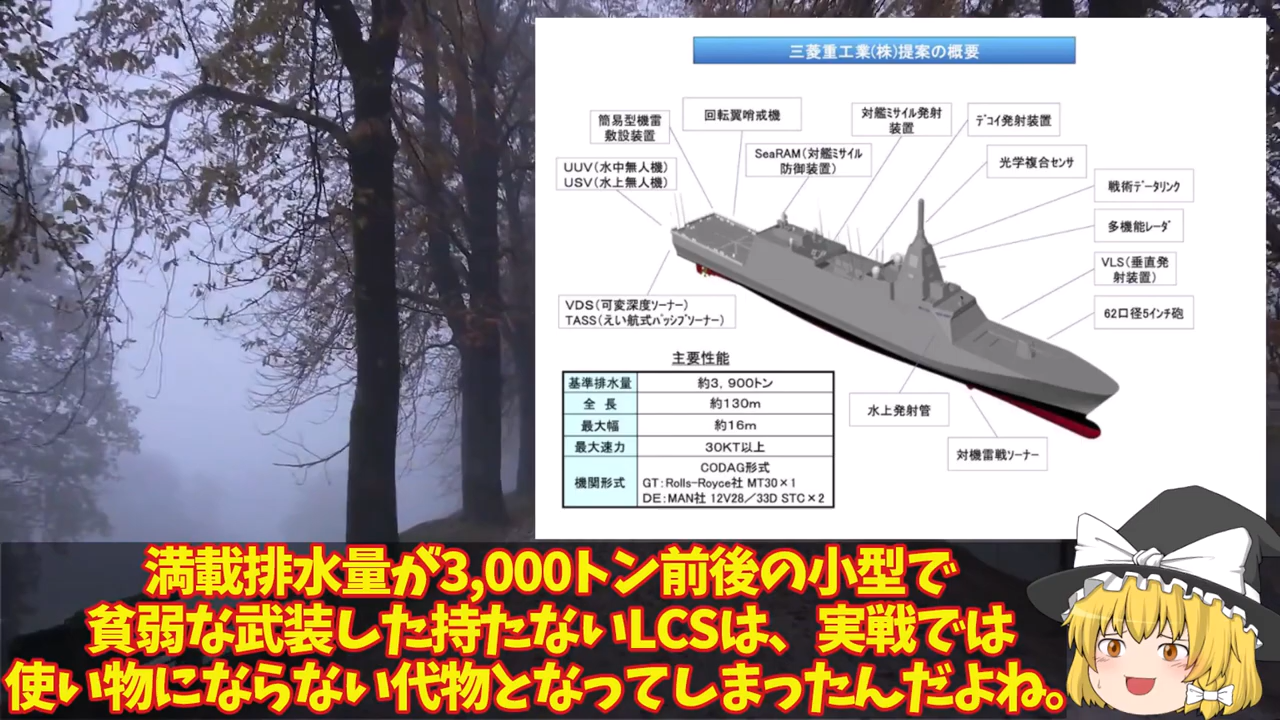 三菱重工業(株)提案の概要
簡易型機雷
敷設装置
回転翼哨戒機
対艦ミサイル発射
装置
デコイ発射装置
UUV(水中無人機)
USV(水上無人機)
SeaRAM(対艦ミサイル
防御装置)
光学複合センサ
戦術データリンク
多機能レーダ
VLS(垂直発
射装置)
62口径5インチ砲
VDS(可変深度ソーナー)
TASS(えい航式パッシブソーナー)
水上発射管
対機雷戦ソーナー
主要性能
基準排水量 約3,900トン
全 長 約130m
最大幅 約16m
最大速力 30KT以上
機関形式 CODAG形式
GT:Rolls-Royce社 MT30×1
DE:MAN社 12V28/33D STC×2
満載排水量が3,000トン前後の小型で
貧弱な武装した持たないLCSは、実戦では
使い物にならない代物となってしまったんだよね。